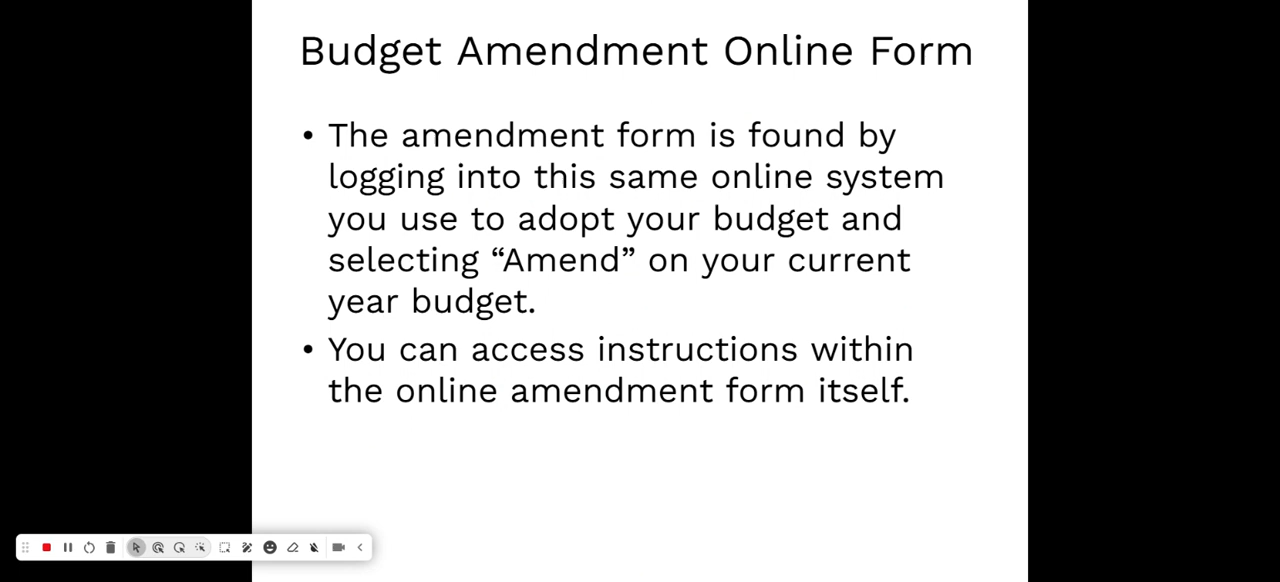 Budget Amendment Online Form
• The amendment form is found by
logging into this same online system
you use to adopt your budget and
selecting “Amend” on your current
year budget.
• You can access instructions within
the online amendment form itself.